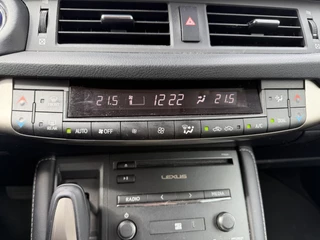 21.5 12:22 21.5
AUTO OFF A/C
LEXUS
RADIO MEDIA